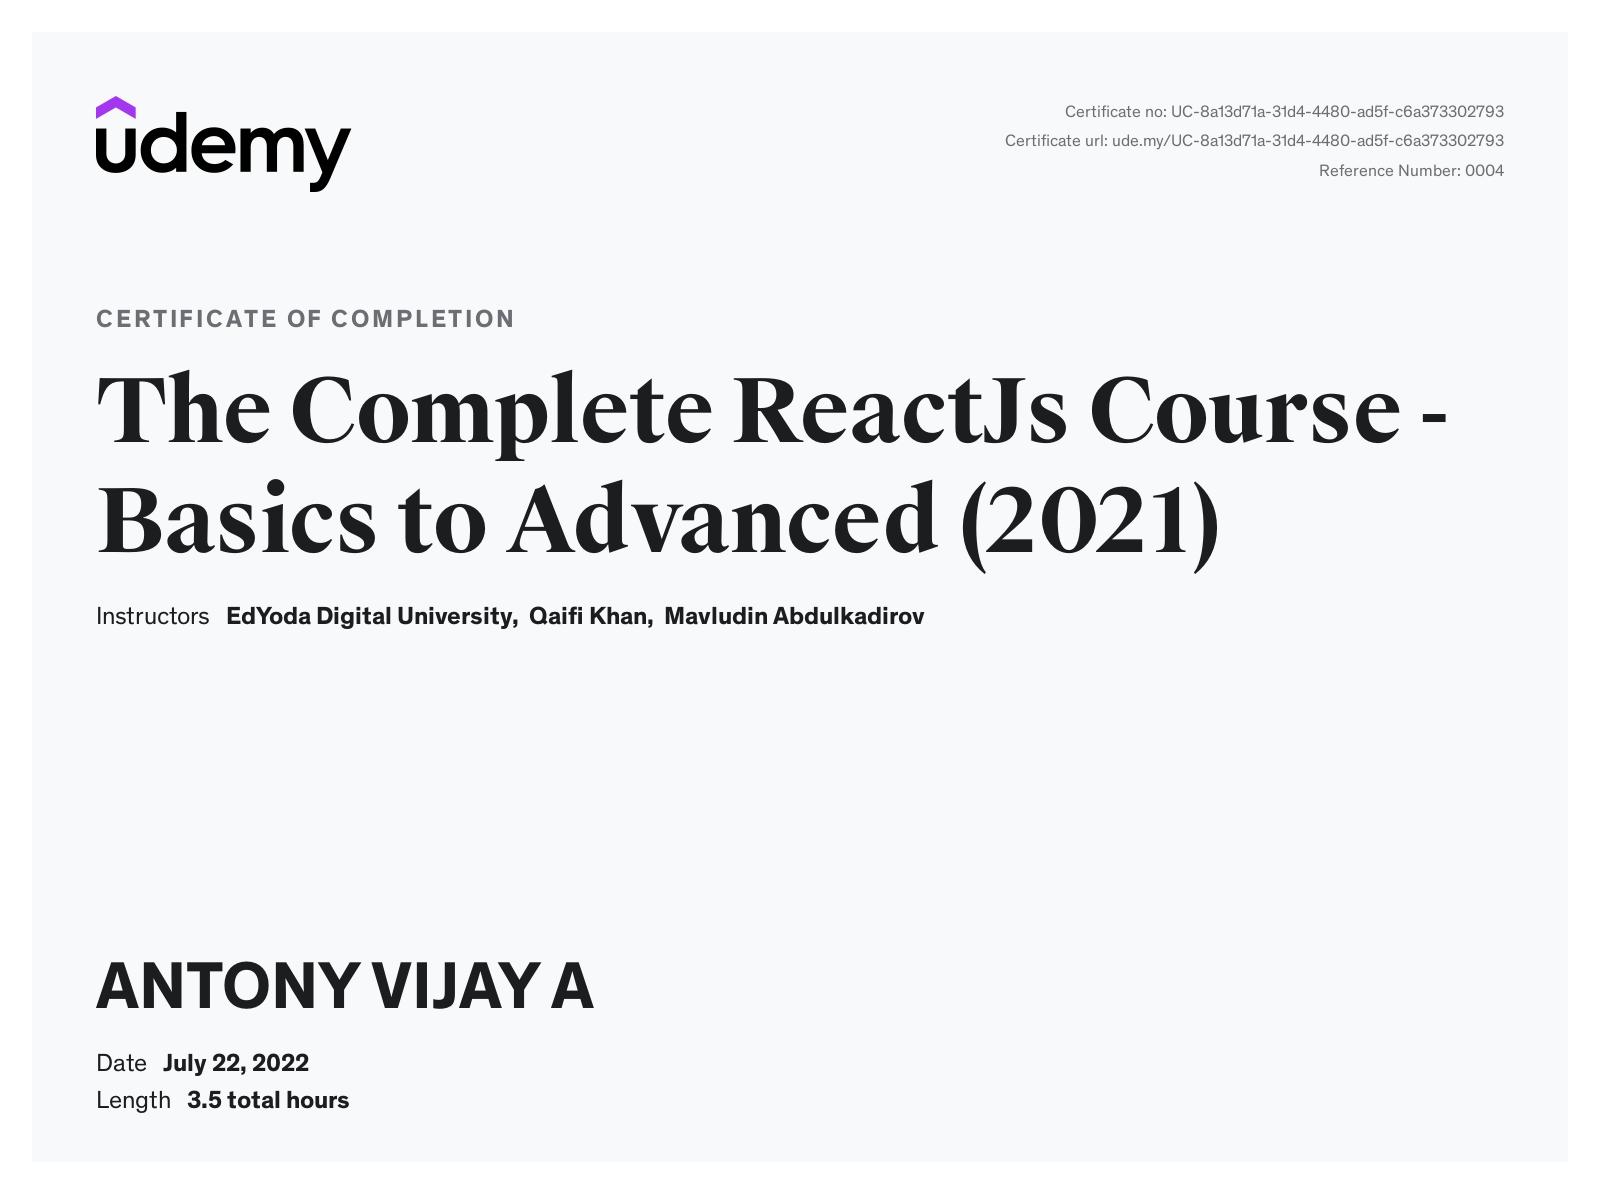 udemy
Certificate no: UC-8a13d71a-31d4-4480-ad5f-c6a373302793
Certificate url: ude.my/UC-8a13d71a-31d4-4480-ad5f-c6a373302793
Reference Number: 0004
CERTIFICATE OF COMPLETION
The Complete ReactJs Course -
Basics to Advanced (2021)
Instructors EdYoda Digital University, Qaifi Khan, Mavludin Abdulkadirov
ANTONY VIJAY A
Date July 22, 2022
Length 3.5 total hours